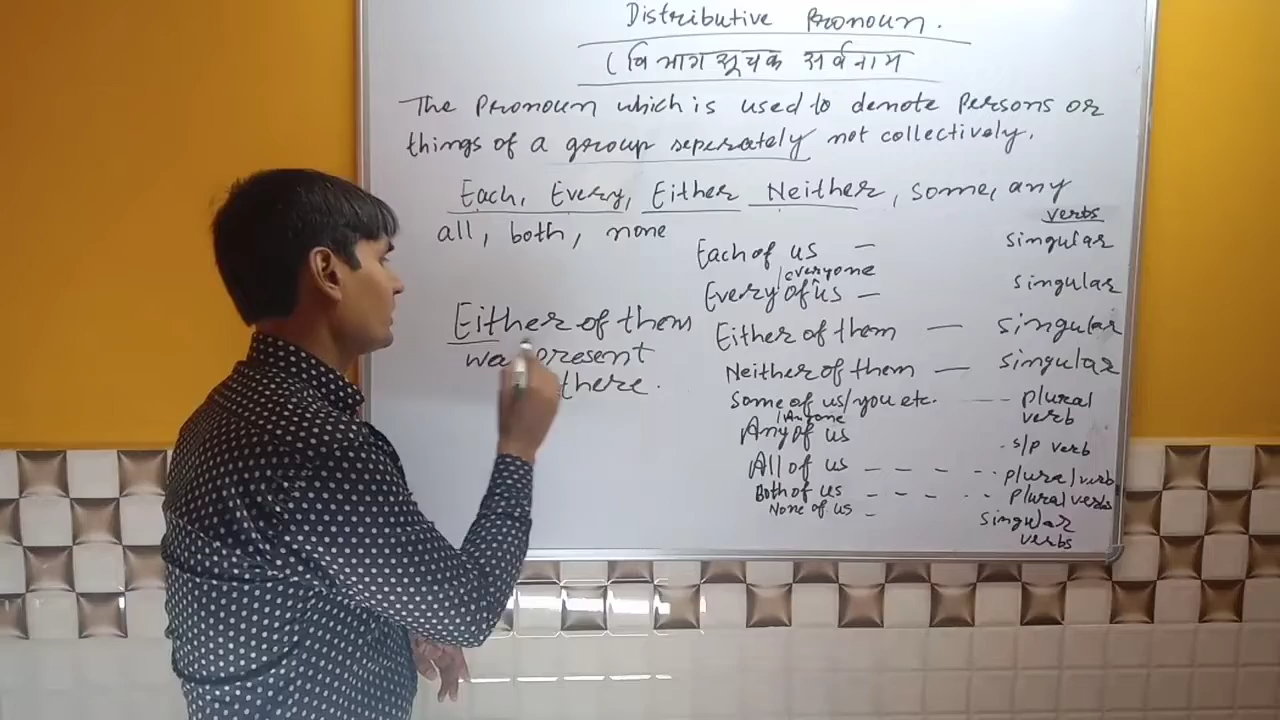 Distributive Pronoun.
( विभाग सूचक सर्वनाम
The Pronoun which is used to denote Persons or
things of a group seperately not collectively.
Each, Every, Either Neither, some, any
all, both, none
verbs
Each of us — singular
/everyone
Every of us — singular
Either of them — singular
Neither of them — singular
Some of us/you etc. --- plural
verb
/Anyone
Any of us - s/p verb
All of us - - - - - plural verb
Both of us - - - - - plural verbs
None of us - singular
verbs
Either of them
present
there.